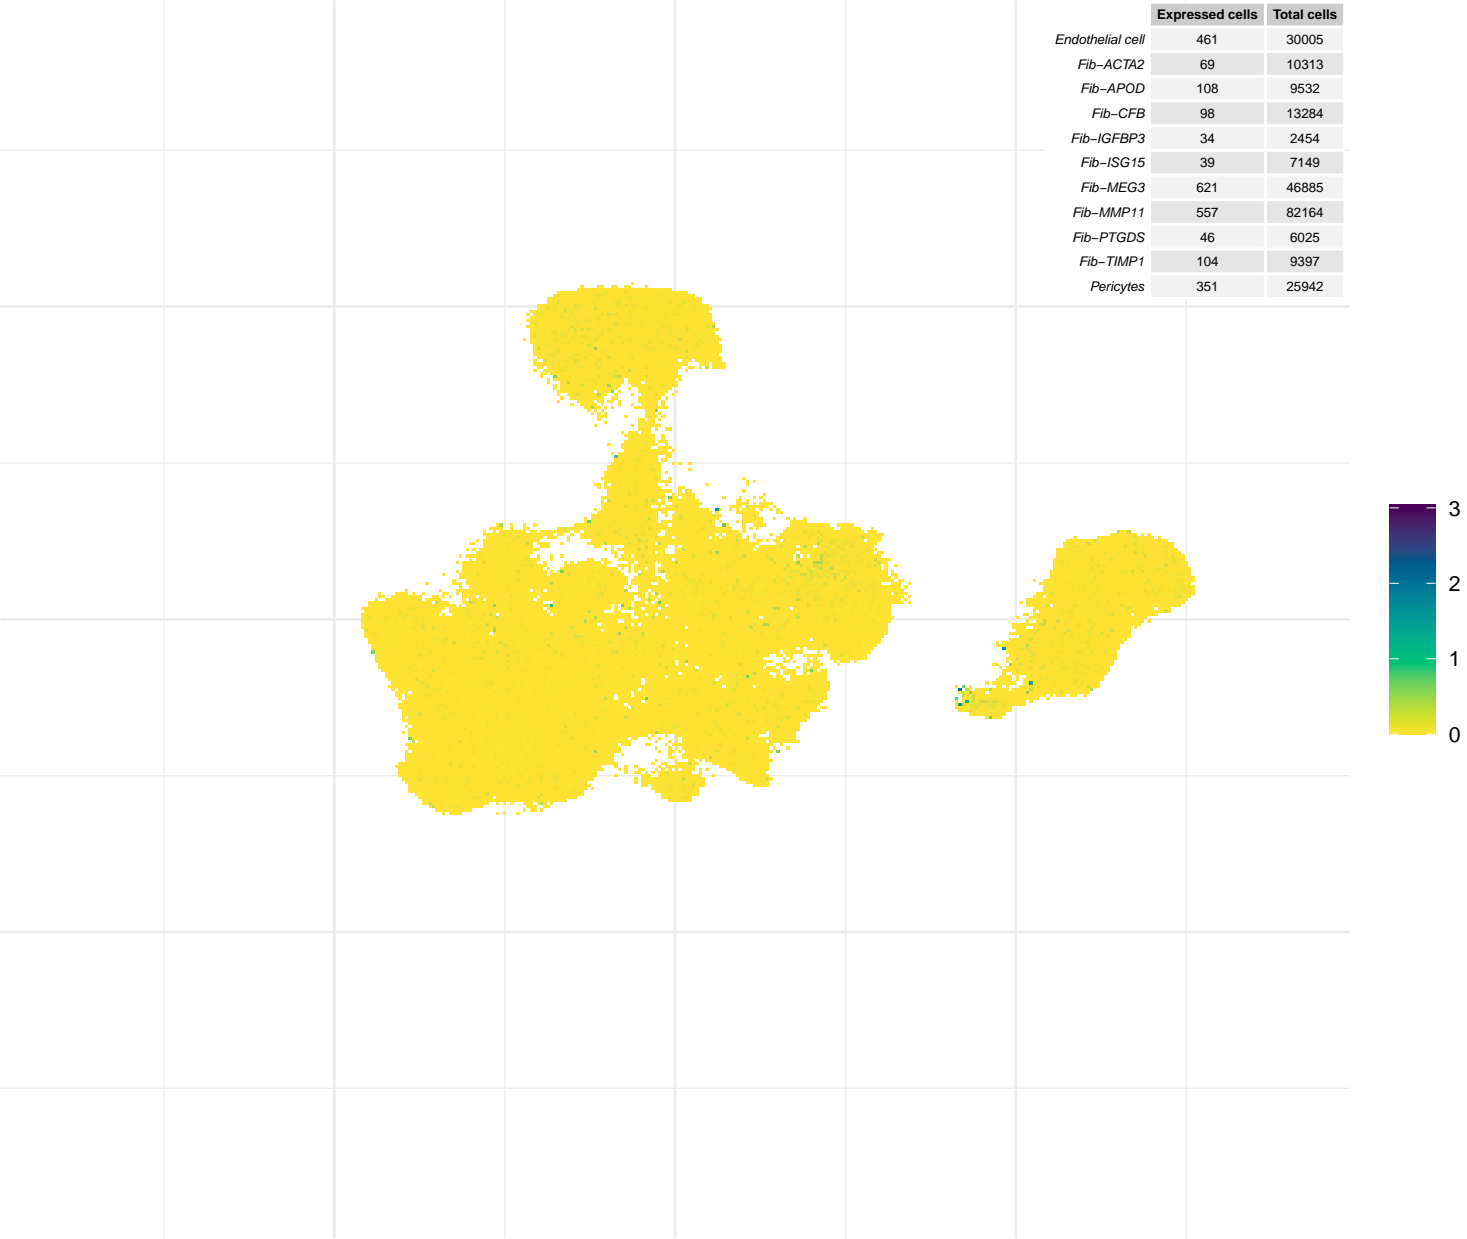 Expressed cells Total cells
Endothelial cell 461 30005
Fib−ACTA2 69 10313
Fib−APOD 108 9532
Fib−CFB 98 13284
Fib−IGFBP3 34 2454
Fib−ISG15 39 7149
Fib−MEG3 621 46885
Fib−MMP11 557 82164
Fib−PTGDS 46 6025
Fib−TIMP1 104 9397
Pericytes 351 25942
3
2
1
0